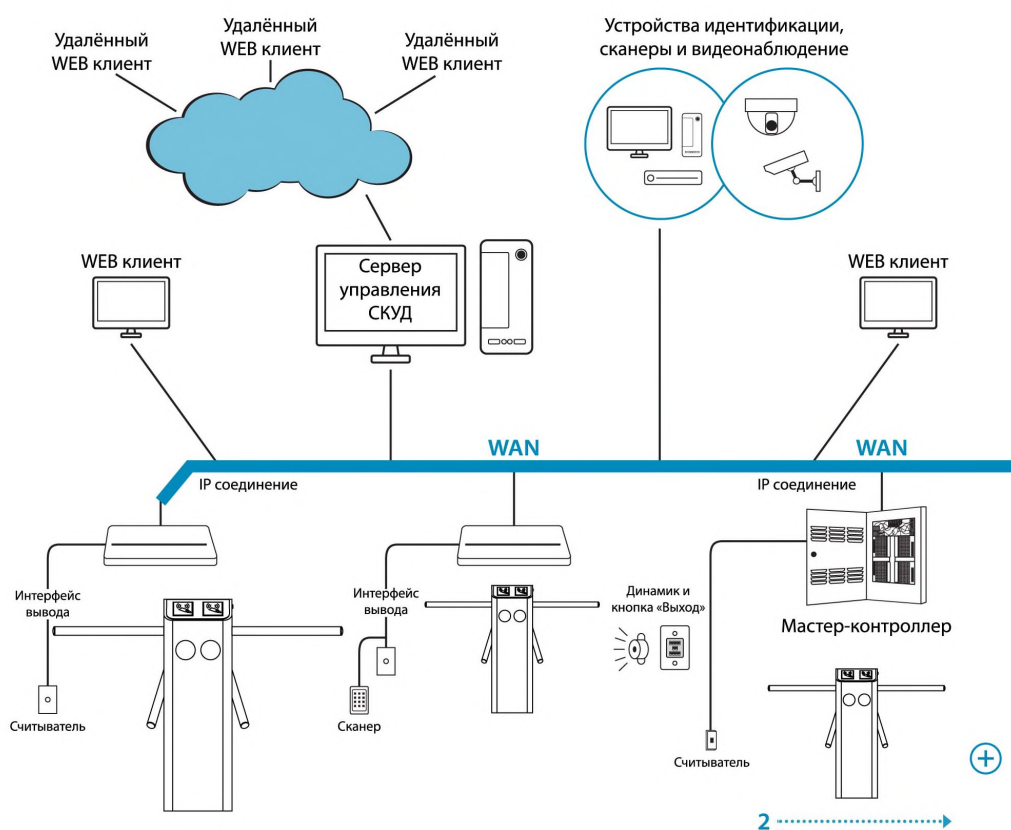 Удалённый
WEB клиент
Удалённый
WEB клиент
Удалённый
WEB клиент
Устройства идентификации,
сканеры и видеонаблюдение
WEB клиент
Сервер
управления
СКУД
WEB клиент
WAN
WAN
IP соединение
IP соединение
Интерфейс
вывода
Интерфейс
вывода
Динамик и
кнопка «Выход»
Мастер-контроллер
Считыватель
Сканер
Считыватель
2